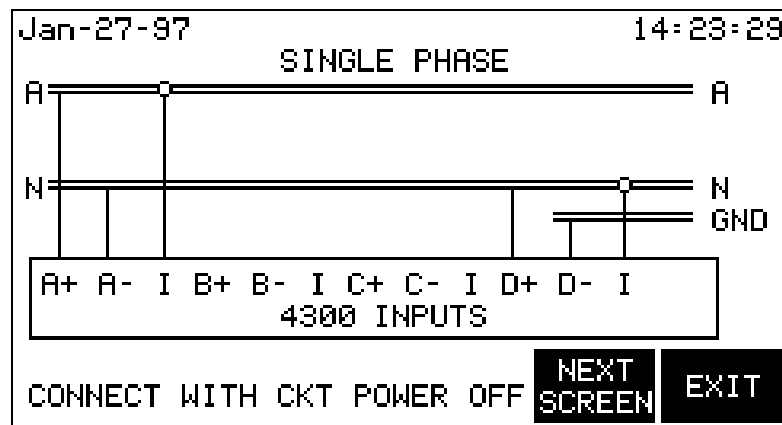 Jan-27-97 14:23:29
SINGLE PHASE
A A
N N
GND
A+ A- I B+ B- I C+ C- I D+ D- I
4300 INPUTS
CONNECT WITH CKT POWER OFF
NEXT
SCREEN
EXIT